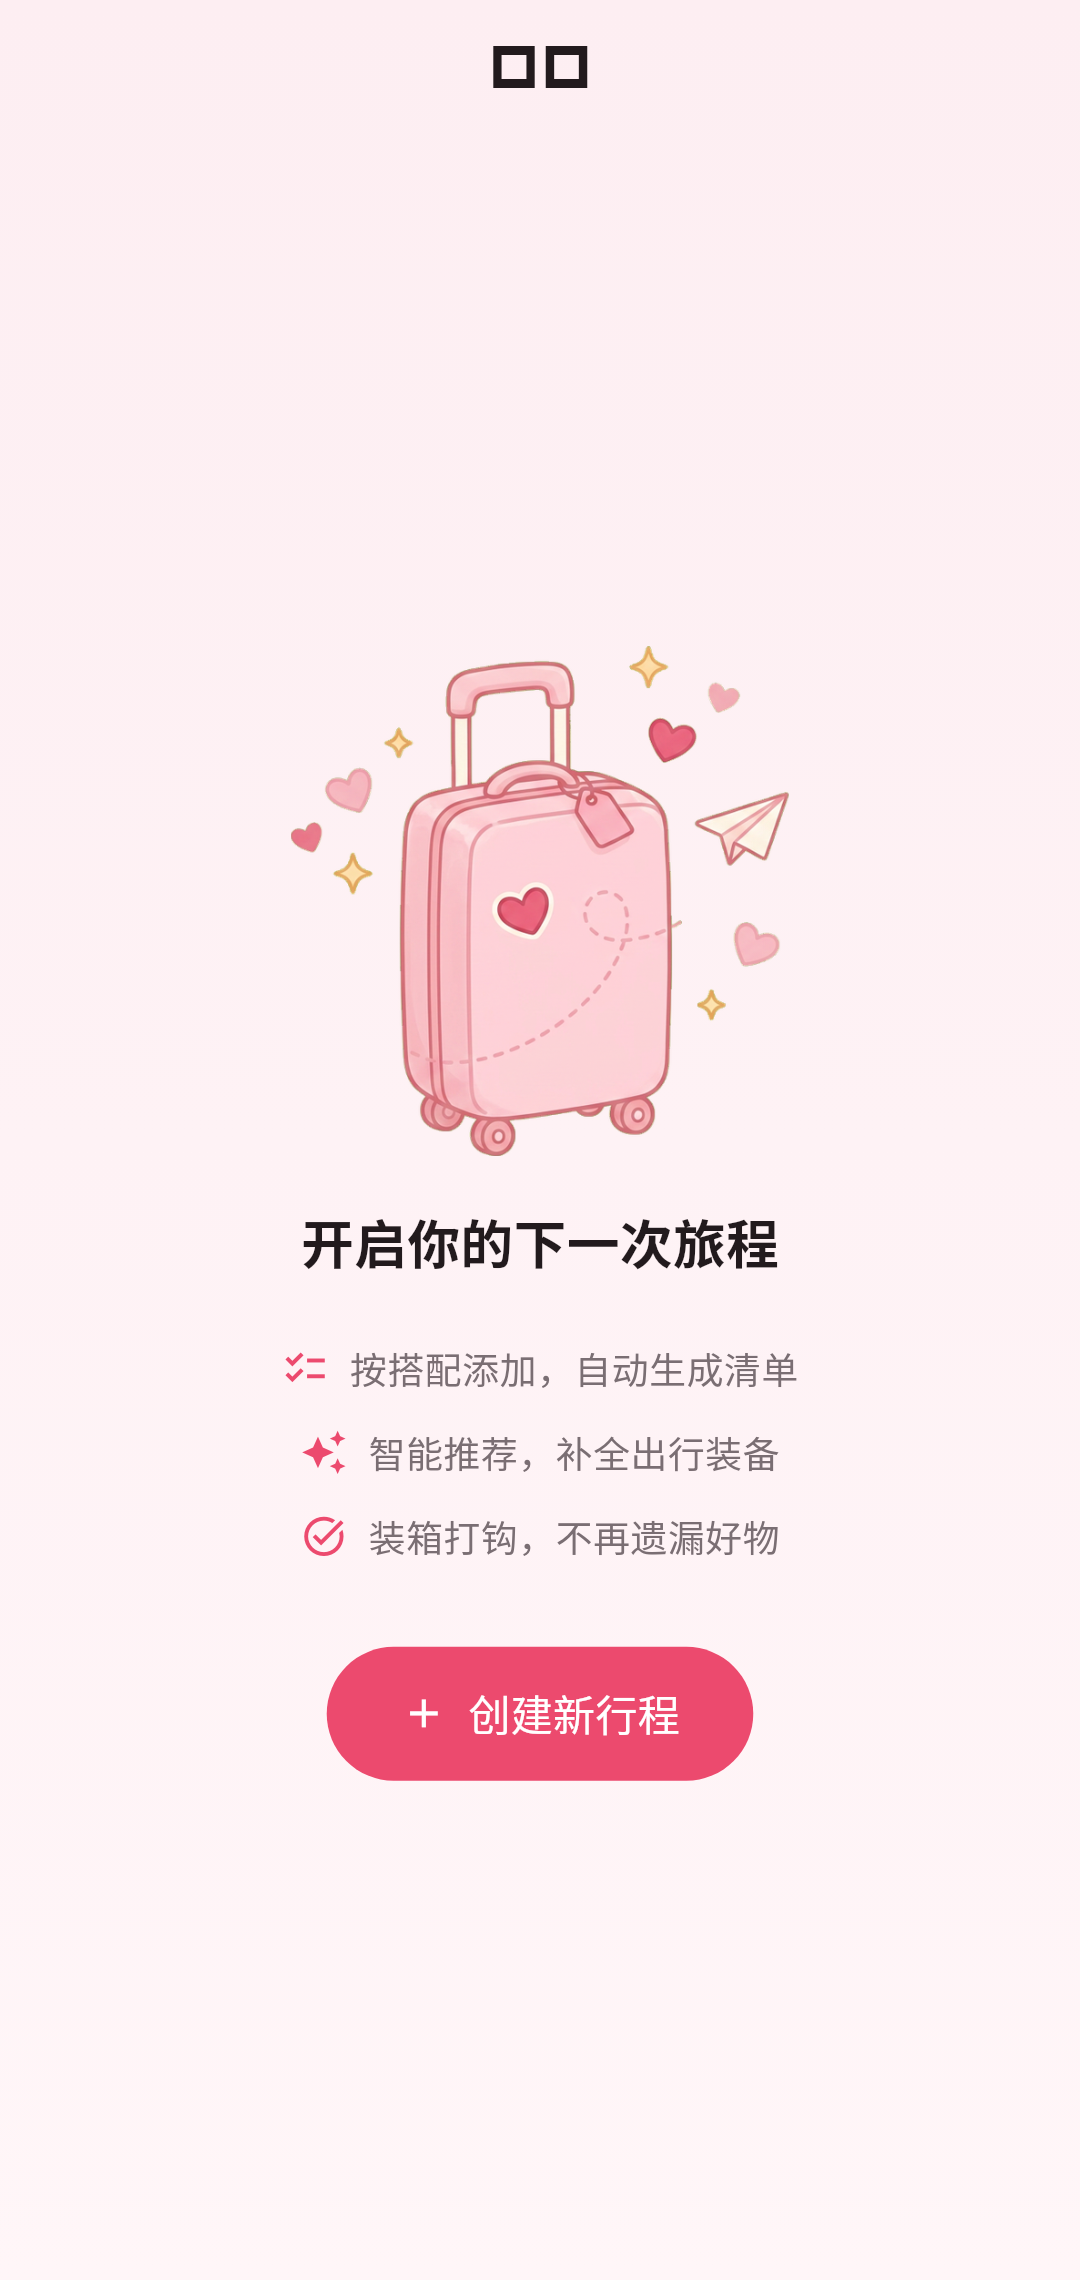 开启你的下一次旅程
按搭配添加，自动生成清单
智能推荐，补全出行装备
装箱打钩，不再遗漏好物
+ 创建新行程